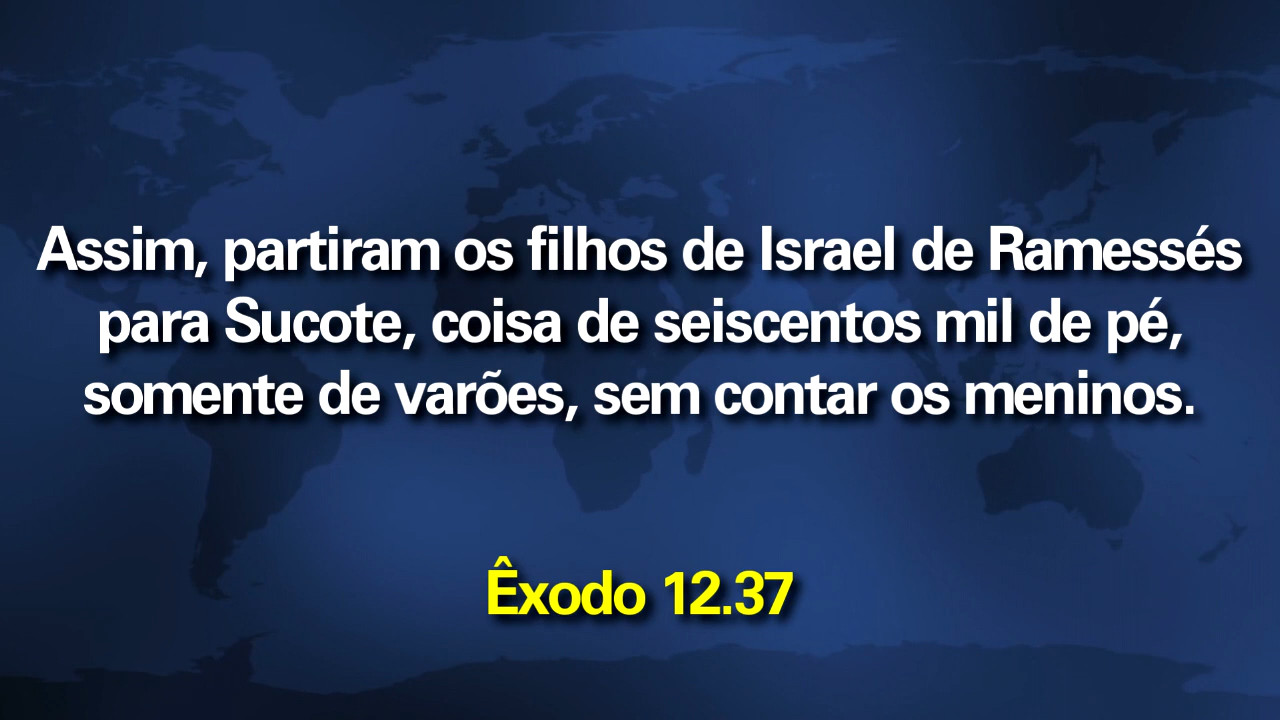 Assim, partiram os filhos de Israel de Ramessés
para Sucote, coisa de seiscentos mil de pé,
somente de varões, sem contar os meninos.
Êxodo 12.37